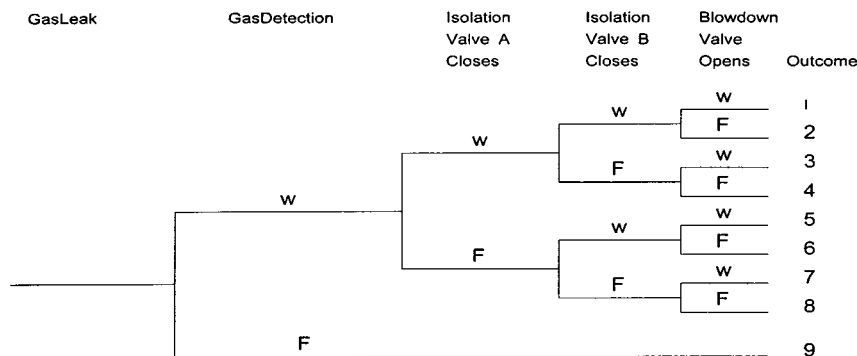 GasLeak GasDetection Isolation Isolation Blowdown
Valve A Valve B Valve
Closes Closes Opens Outcome
W 1
W F 2
W W 3
F F 4
W W 5
W F 6
F W 7
F F 8
F 9